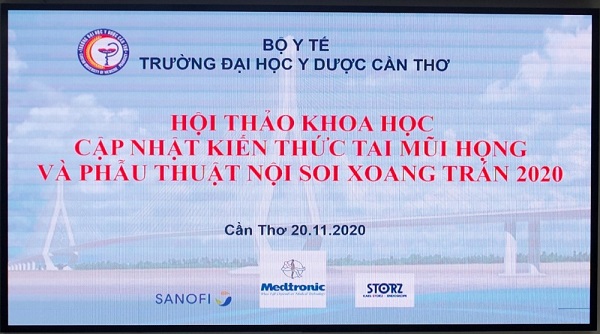 BỘ Y TẾ
TRƯỜNG ĐẠI HỌC Y DƯỢC CẦN THƠ
HỘI THẢO KHOA HỌC
CẬP NHẬT KIẾN THỨC TAI MŨI HỌNG
VÀ PHẪU THUẬT NỘI SOI XOANG TRÁN 2020
Cần Thơ 20.11.2020
SANOFI
Medtronic
STORZ